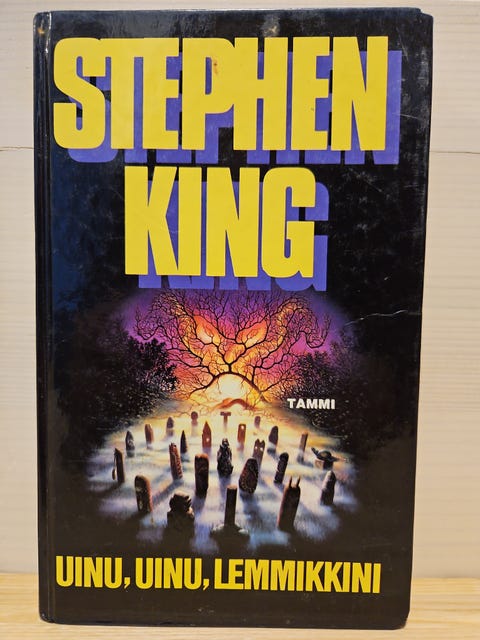 STEPHEN
KING
TAMMI
UINU, UINU, LEMMIKKINI